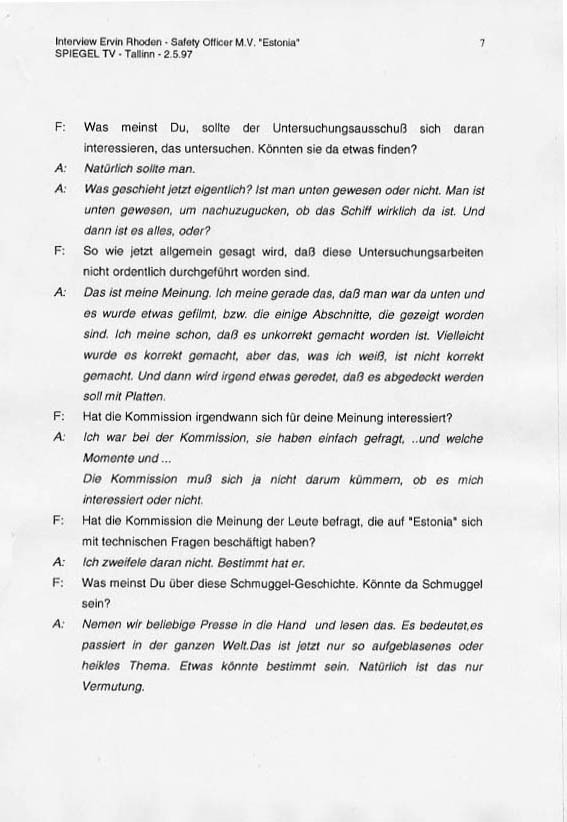 Interview Ervin Rhoden - Safety Officer M.V. "Estonia" 7
SPIEGEL TV - Tallinn - 2.5.97
F: Was meinst Du, sollte der Untersuchungsausschuß sich daran
interessieren, das untersuchen. Könnten sie da etwas finden?
A: Natürlich sollte man.
A: Was geschieht jetzt eigentlich? Ist man unten gewesen oder nicht. Man ist
unten gewesen, um nachuzugucken, ob das Schiff wirklich da ist. Und
dann ist es alles, oder?
F: So wie jetzt allgemein gesagt wird, daß diese Untersuchungsarbeiten
nicht ordentlich durchgeführt worden sind.
A: Das ist meine Meinung. Ich meine gerade das, daß man war da unten und
es wurde etwas gefilmt, bzw. die einige Abschnitte, die gezeigt worden
sind. Ich meine schon, daß es unkorrekt gemacht worden ist. Vielleicht
wurde es korrekt gemacht, aber das, was ich weiß, ist nicht korrekt
gemacht. Und dann wird irgend etwas geredet, daß es abgedeckt werden
soll mit Platten.
F: Hat die Kommission irgendwann sich für deine Meinung interessiert?
A: Ich war bei der Kommission, sie haben einfach gefragt, ..und welche
Momente und ...
Die Kommission muß sich ja nicht darum kümmern, ob es mich
interessiert oder nicht.
F: Hat die Kommission die Meinung der Leute befragt, die auf "Estonia" sich
mit technischen Fragen beschäftigt haben?
A: Ich zweifele daran nicht. Bestimmt hat er.
F: Was meinst Du über diese Schmuggel-Geschichte. Könnte da Schmuggel
sein?
A: Nemen wir beliebige Presse in die Hand und lesen das. Es bedeutet,es
passiert in der ganzen Welt.Das ist jetzt nur so aufgeblasenes oder
heikles Thema. Etwas könnte bestimmt sein. Natürlich ist das nur
Vermutung.